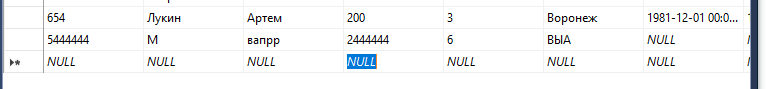 654 Лукин Артем 200 3 Воронеж 1981-12-01 00:0...
5444444 М вапрр 2444444 6 ВЫА NULL
NULL NULL NULL NULL NULL NULL NULL